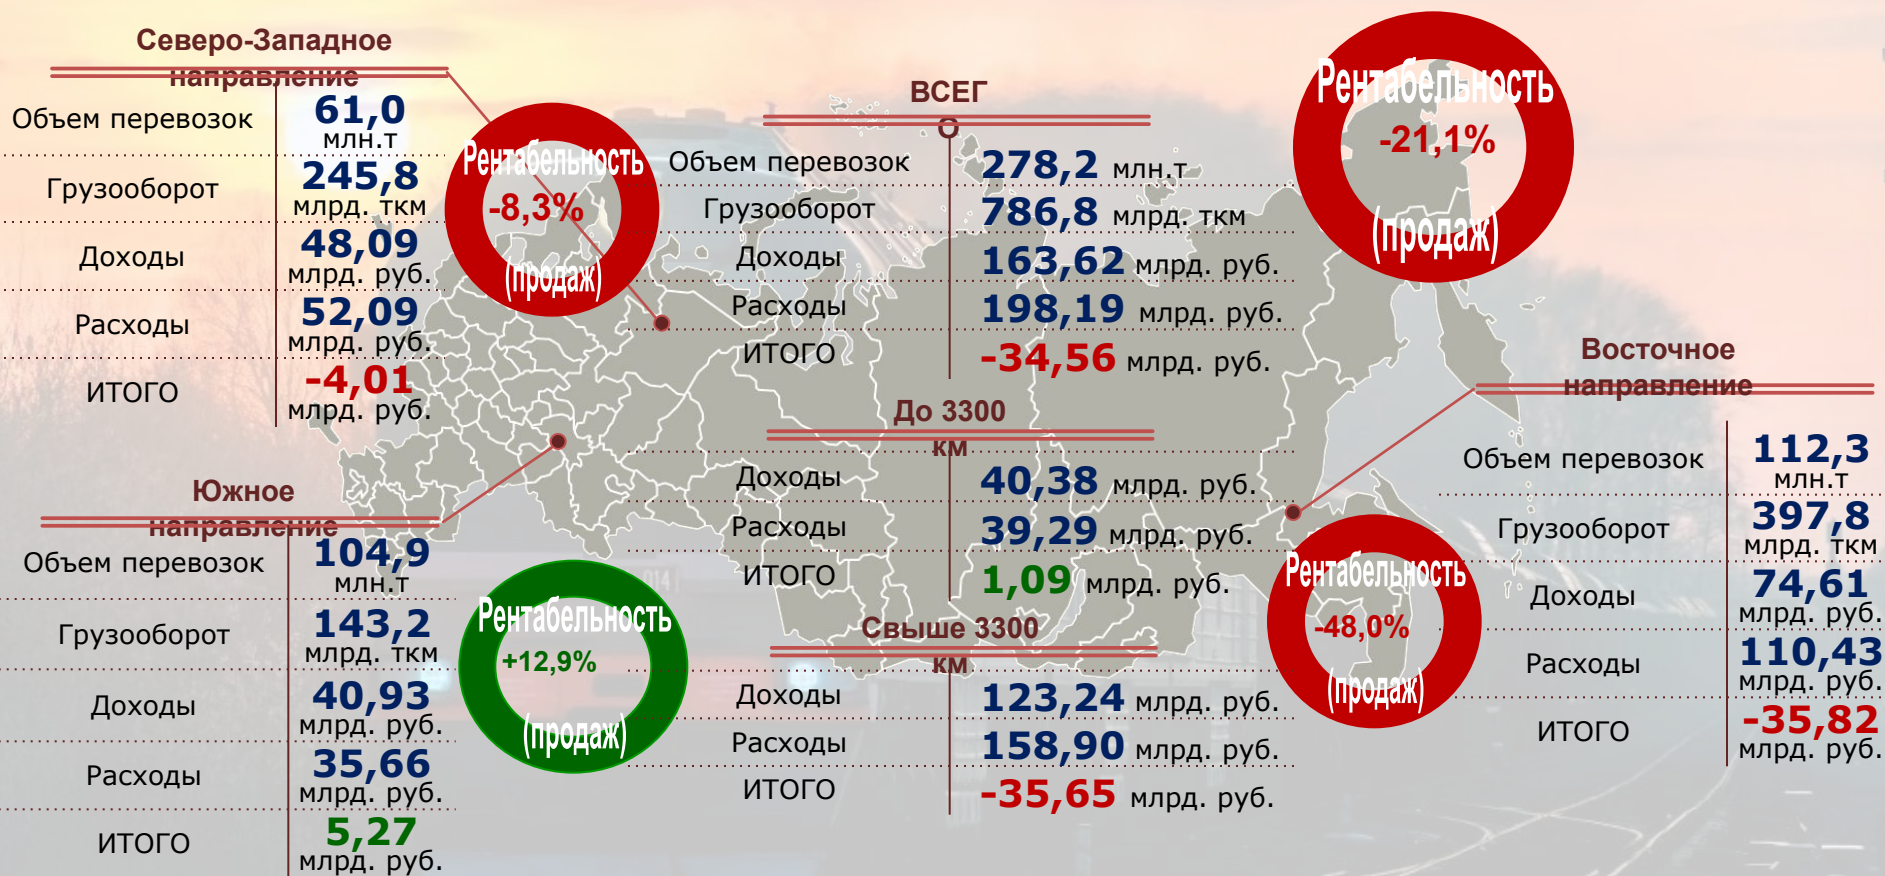 Северо-Западное
направление
Объем перевозок 61,0
млн.т
Грузооборот 245,8
млрд. ткм
Доходы 48,09
млрд. руб.
Расходы 52,09
млрд. руб.
ИТОГО -4,01
млрд. руб.
Рентабельность
-8,3%
(продаж)
Южное
направление
Объем перевозок 104,9
млн.т
Грузооборот 143,2
млрд. ткм
Доходы 40,93
млрд. руб.
Расходы 35,66
млрд. руб.
ИТОГО 5,27
млрд. руб.
Рентабельность
+12,9%
(продаж)
ВСЕГ
О
Объем перевозок 278,2 млн.т
Грузооборот 786,8 млрд. ткм
Доходы 163,62 млрд. руб.
Расходы 198,19 млрд. руб.
ИТОГО -34,56 млрд. руб.
До 3300
км
Доходы 40,38 млрд. руб.
Расходы 39,29 млрд. руб.
ИТОГО 1,09 млрд. руб.
Свыше 3300
км
Доходы 123,24 млрд. руб.
Расходы 158,90 млрд. руб.
ИТОГО -35,65 млрд. руб.
Рентабельность
-21,1%
(продаж)
Восточное
направление
Объем перевозок 112,3
млн.т
Грузооборот 397,8
млрд. ткм
Доходы 74,61
млрд. руб.
Расходы 110,43
млрд. руб.
ИТОГО -35,82
млрд. руб.
Рентабельность
-48,0%
(продаж)